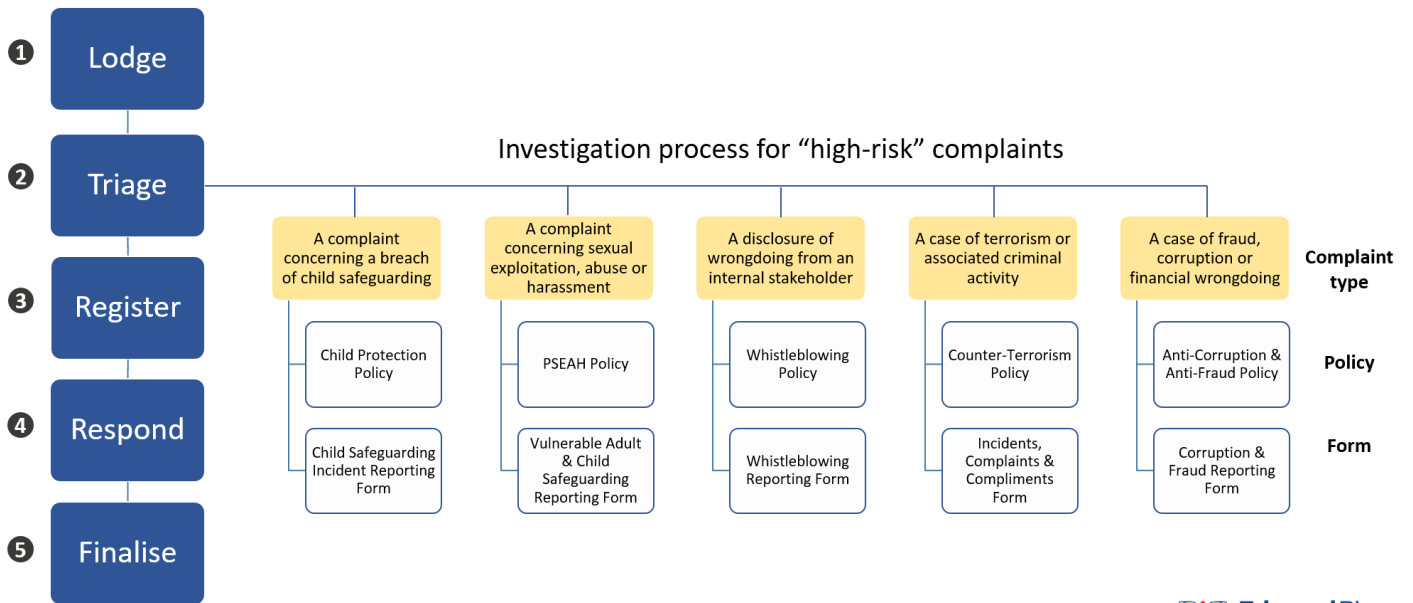 1
Lodge
2
Triage
3
Register
4
Respond
5
Finalise
Investigation process for “high-risk” complaints
A complaint
concerning a breach
of child safeguarding
A complaint
concerning sexual
exploitation, abuse or
harassment
A disclosure of
wrongdoing from an
internal stakeholder
A case of terrorism or
associated criminal
activity
A case of fraud,
corruption or
financial wrongdoing
Complaint
type
Child Protection
Policy
PSEAH Policy
Whistleblowing
Policy
Counter-Terrorism
Policy
Anti-Corruption &
Anti-Fraud Policy
Policy
Child Safeguarding
Incident Reporting
Form
Vulnerable Adult
& Child
Safeguarding
Reporting Form
Whistleblowing
Reporting Form
Incidents,
Complaints &
Compliments
Form
Corruption &
Fraud Reporting
Form
Form